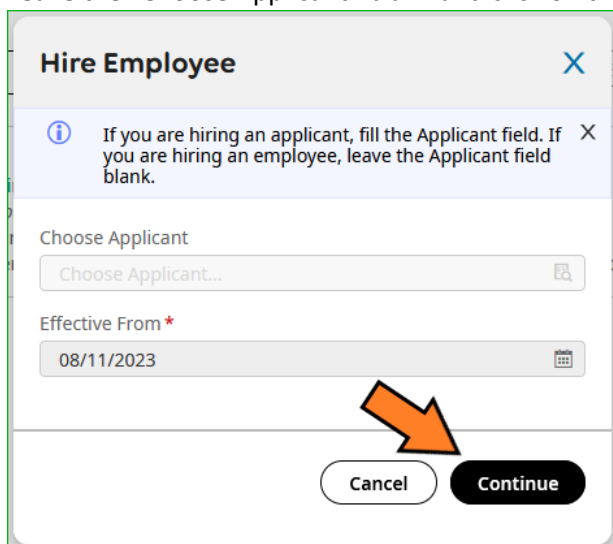 Hire Employee
X
If you are hiring an applicant, fill the Applicant field. If
you are hiring an employee, leave the Applicant field
blank.
X
Choose Applicant
Choose Applicant...
Effective From *
08/11/2023
Cancel
Continue